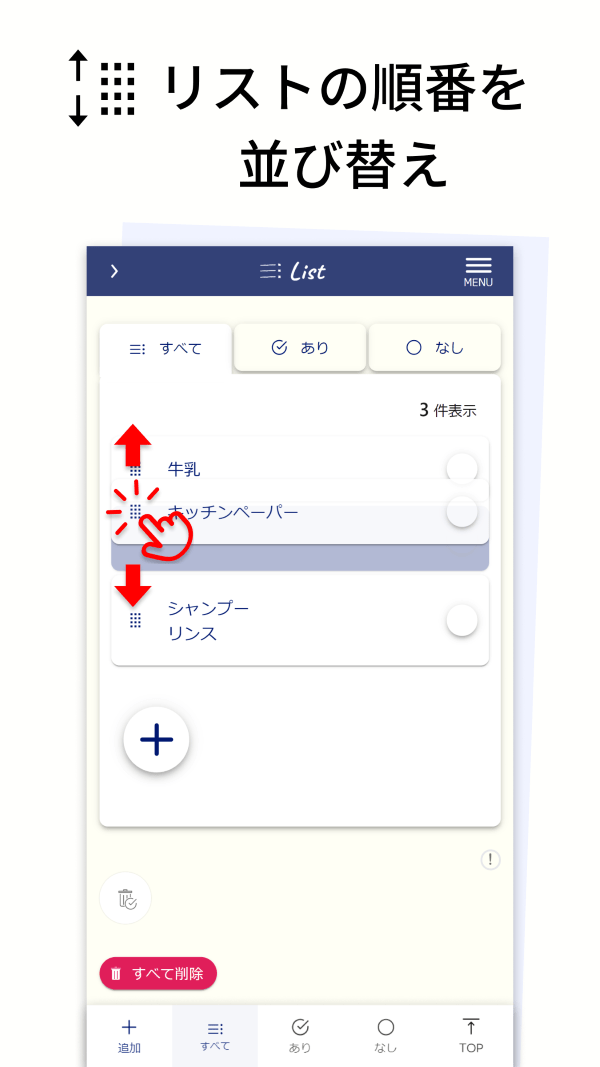 リストの順番を
並び替え
List
MENU
すべて
あり
なし
3 件表示
牛乳
キッチンペーパー
シャンプー
リンス
すべて削除
追加
すべて
あり
なし
TOP